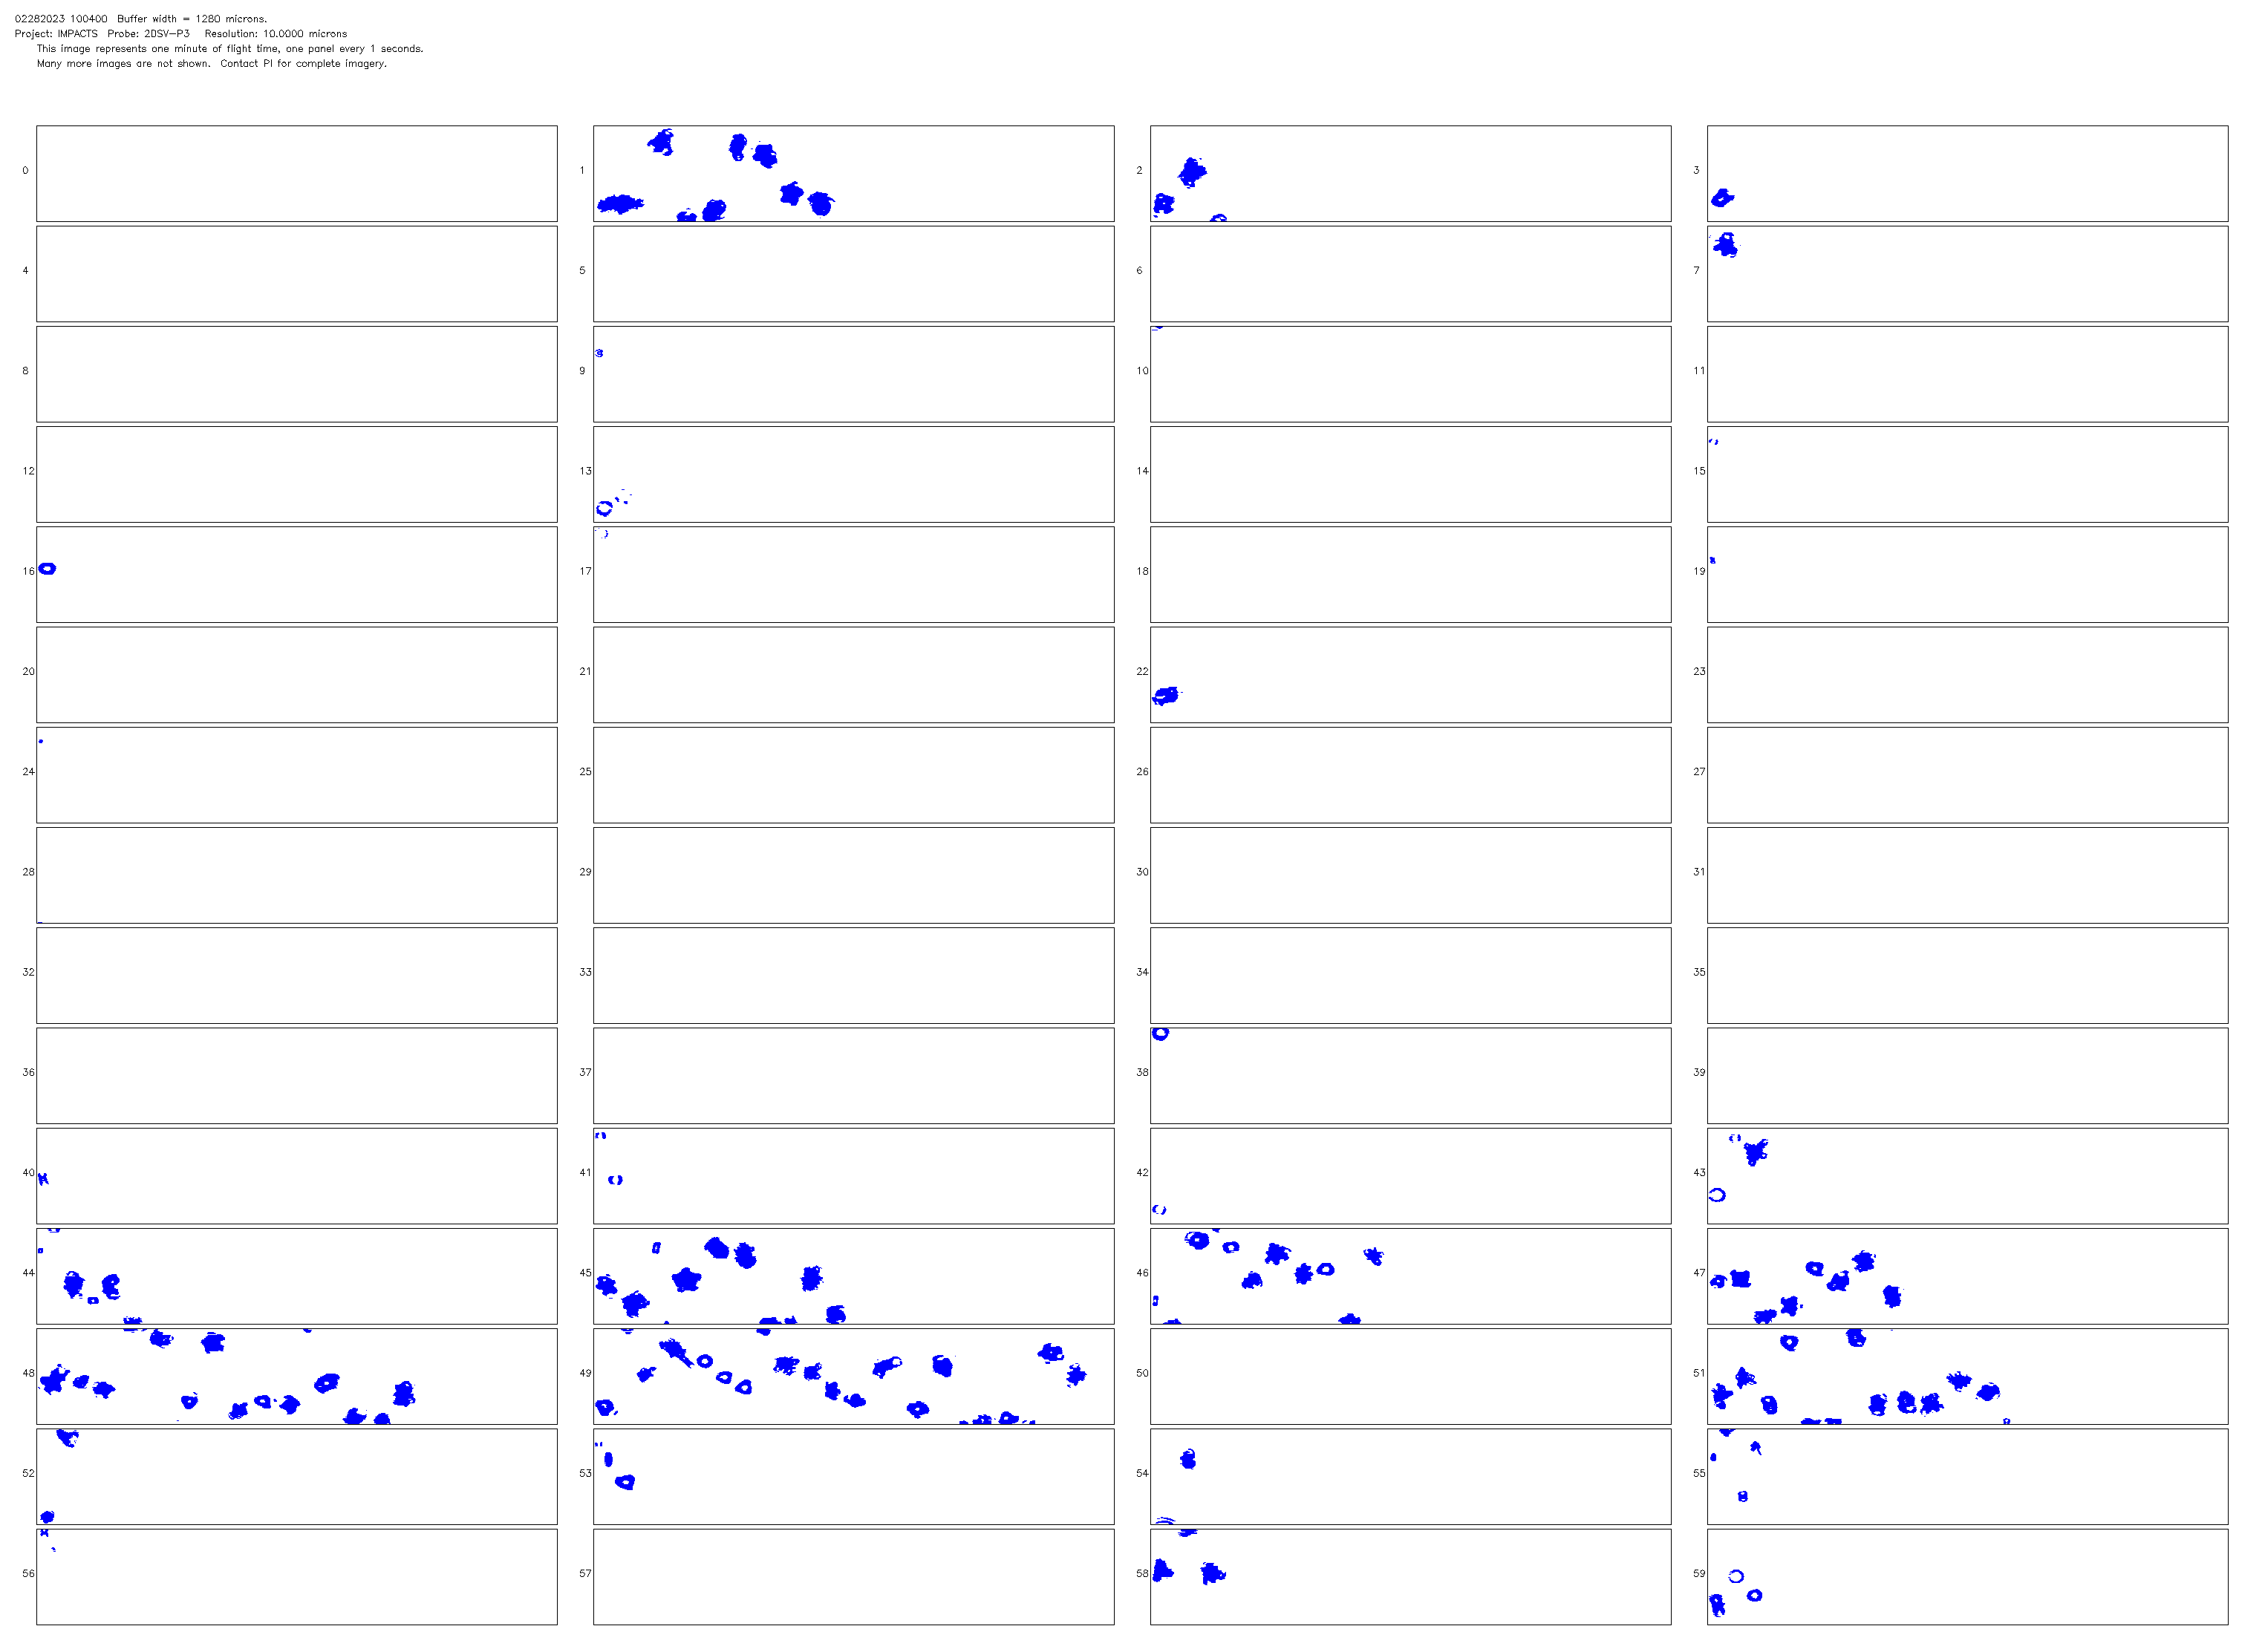 02282023 100400 Buffer width = 1280 microns.
Project: IMPACTS Probe: 2DSV-P3 Resolution: 10.0000 microns
This image represents one minute of flight time, one panel every 1 seconds.
Many more images are not shown. Contact PI for complete imagery.
0 1 2 3
4 5 6 7
8 9 10 11
12 13 14 15
16 17 18 19
20 21 22 23
24 25 26 27
28 29 30 31
32 33 34 35
36 37 38 39
40 41 42 43
44 45 46 47
48 49 50 51
52 53 54 55
56 57 58 59